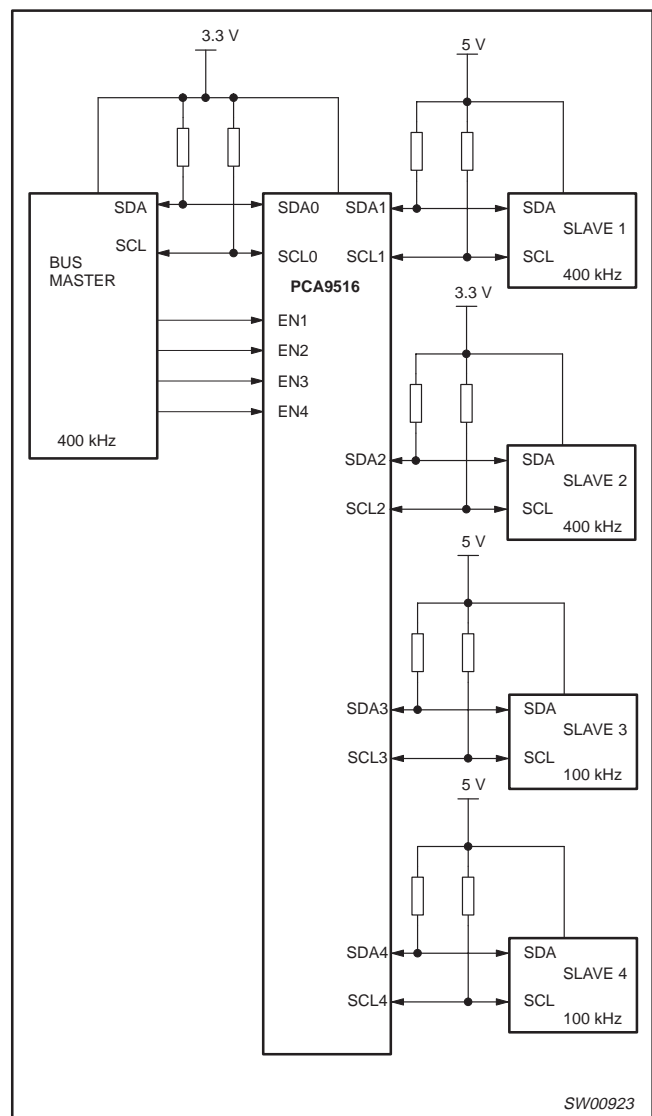 3.3 V
5 V
SDA
SDA0
SDA1
SDA
SLAVE 1
SCL
SCL0
SCL1
SCL
400 kHz
BUS
MASTER
PCA9516
EN1
EN2
EN3
EN4
400 kHz
3.3 V
SDA2
SDA
SLAVE 2
SCL2
SCL
400 kHz
5 V
SDA3
SDA
SLAVE 3
SCL3
SCL
100 kHz
5 V
SDA4
SDA
SLAVE 4
SCL4
SCL
100 kHz
SW00923